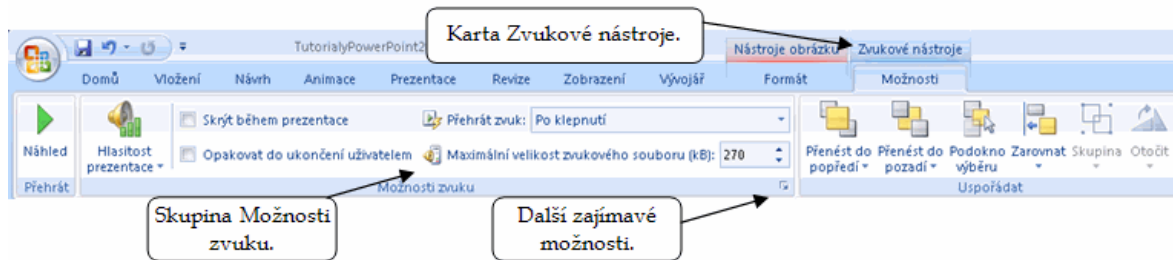 Karta Zvukové nástroje.
TutorialyPowerPoint2
Nástroje obrázku Zvukové nástroje
Domů Vložení Návrh Animace Prezentace Revize Zobrazení Vývojář Formát Možnosti
Skrýt během prezentace Přehrát zvuk: Po klepnutí
Náhled Hlasitost prezentace Opakovat do ukončení uživatelem Maximální velikost zvukového souboru (kB): 270
Přenést do popředí Přenést do pozadí Podokno výběru Zarovnat Skupina Otočit
Přehrát Možnosti zvuku Uspořádat
Skupina Možnosti
zvuku.
Další zajímavé
možnosti.